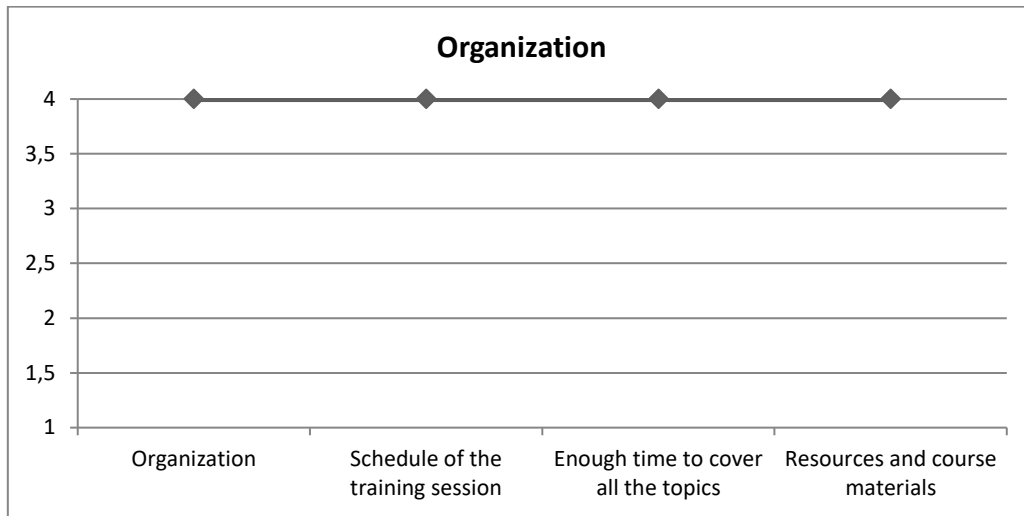 Organization
4
3,5
3
2,5
2
1,5
1
Organization
Schedule of the
training session
Enough time to cover
all the topics
Resources and course
materials